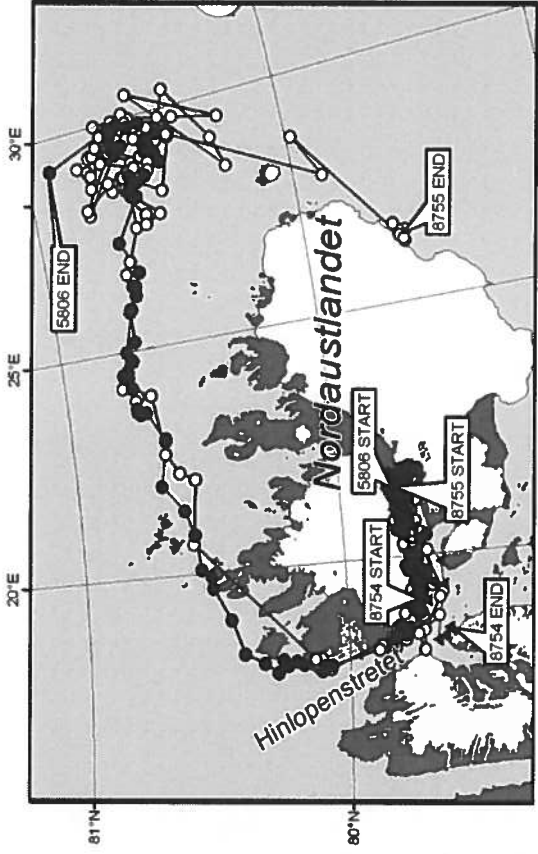 20°E
25°E
30°E
81°N
80°N
5806 END
8755 END
Nordaustlandet
5806 START
8755 START
8754 START
8754 END
Hinlopenstretet